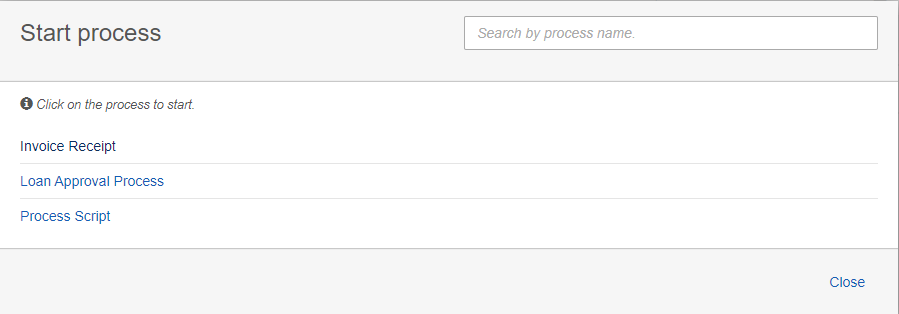 Start process
Search by process name.
Click on the process to start.
Invoice Receipt
Loan Approval Process
Process Script
Close